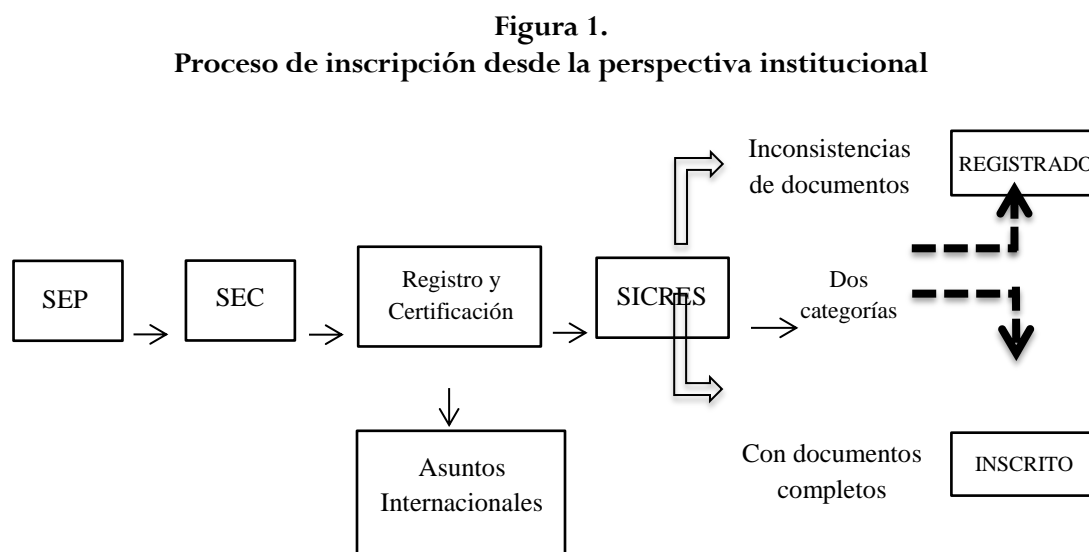 Figura 1.
Proceso de inscripción desde la perspectiva institucional
Inconsistencias
de documentos
REGISTRADO
SEP
SEC
Registro y
Certificación
SICRES
Dos
categorías
Asuntos
Internacionales
Con documentos
completos
INSCRITO